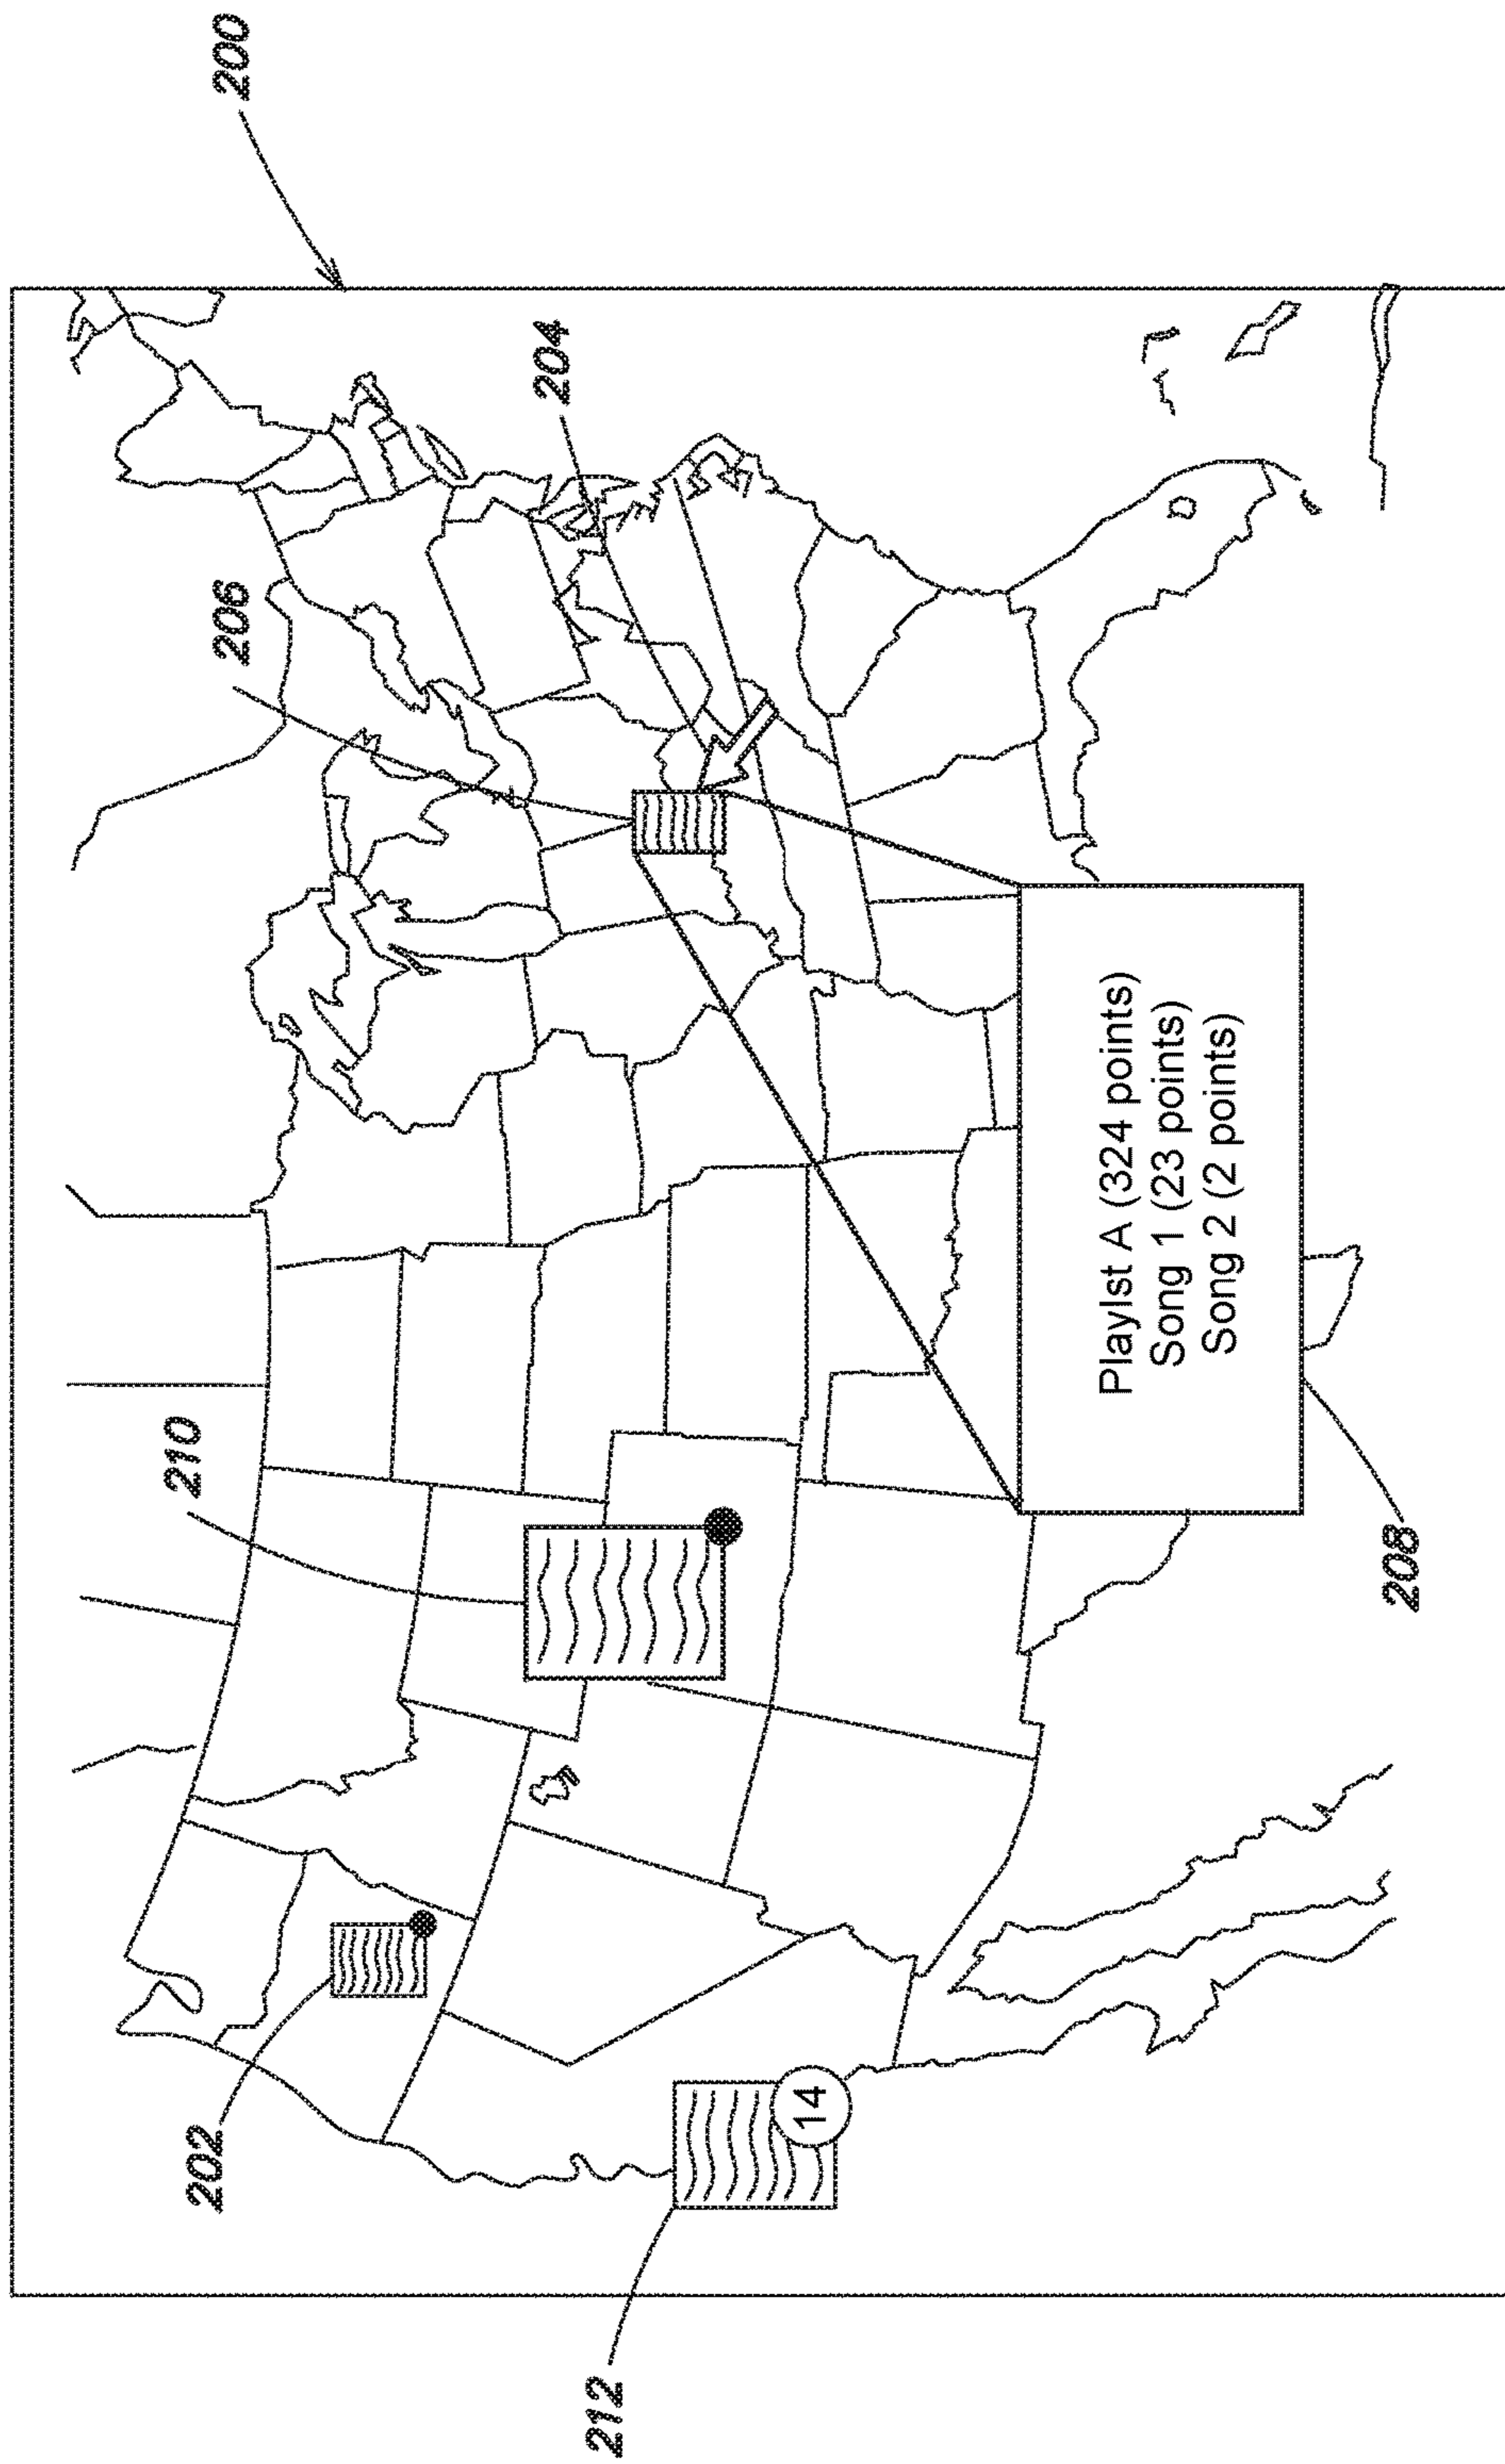 200
204
206
210
202
212
14
Playlst A (324 points)
Song 1 (23 points)
Song 2 (2 points)
208